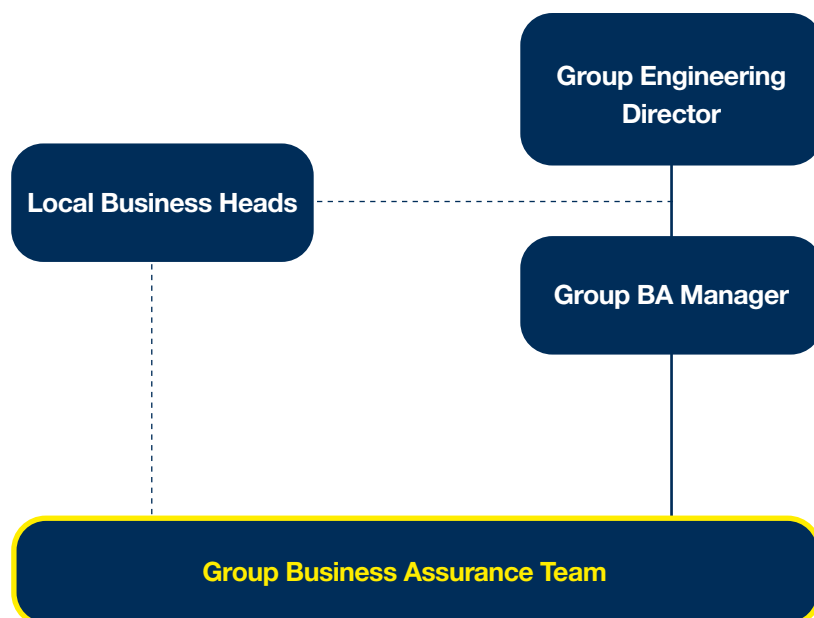 Group Engineering
Director
Local Business Heads
Group BA Manager
Group Business Assurance Team